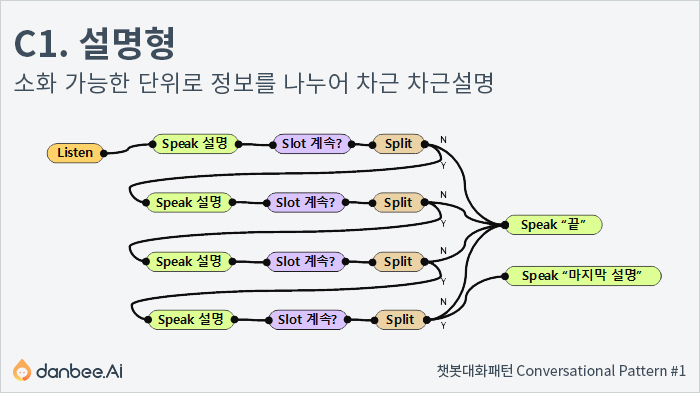 C1. 설명형
소화 가능한 단위로 정보를 나누어 차근 차근설명
Listen
Speak 설명
Slot 계속?
Split
N
Y
Speak 설명
Slot 계속?
Split
N
Y
Speak “끝”
Speak 설명
Slot 계속?
Split
N
Y
Speak “마지막 설명”
Speak 설명
Slot 계속?
Split
N
Y
danbee.Ai
챗봇대화패턴 Conversational Pattern #1